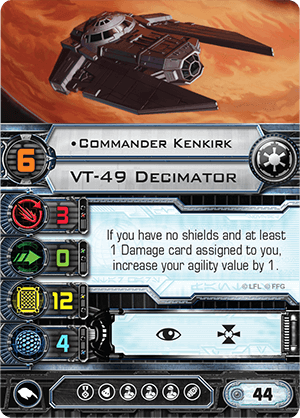 • Commander Kenkirk
6
VT-49 Decimator
3
If you have no shields and at least
1 Damage card assigned to you,
increase your agility value by 1.
0
©LFL ©FFG
12
4
44